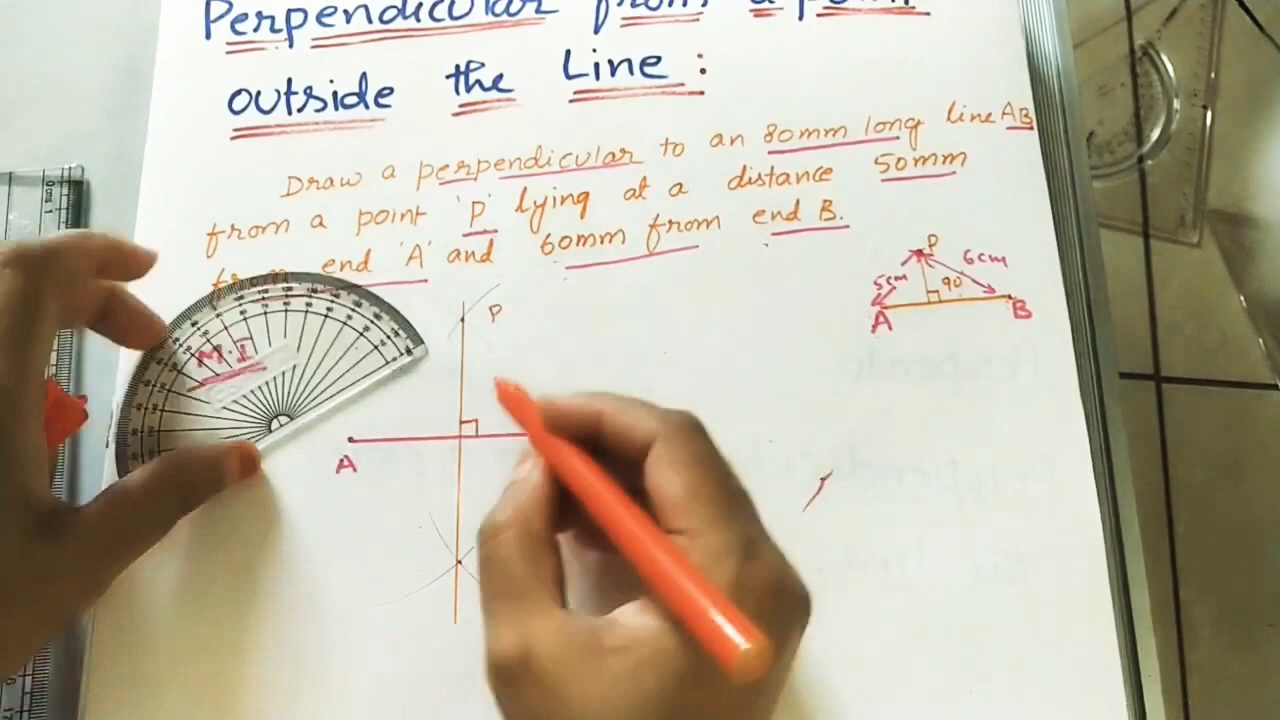 Perpendicular from a point
outside the Line:
Draw a perpendicular to an 80mm long line AB
from a point 'P' lying at a distance 50mm
from end 'A' and 60mm from end B.
P
5cm 6cm
90°
A B
M.I
P
A